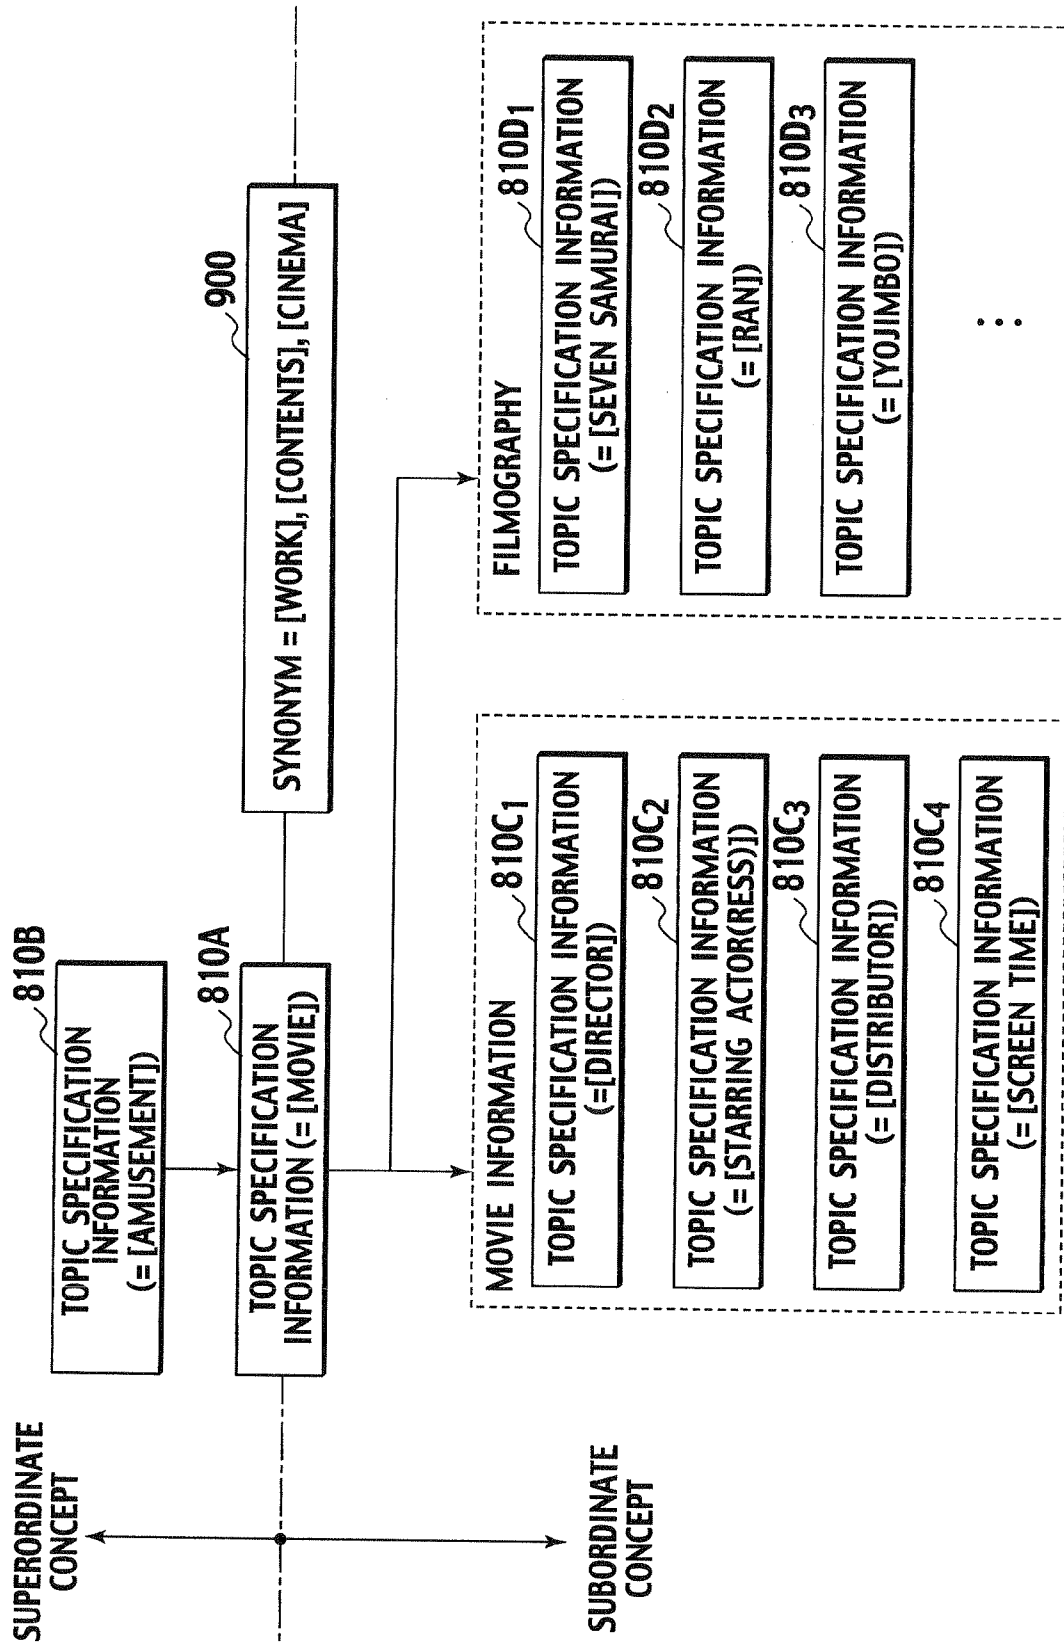 SUPERORDINATE
CONCEPT
SUBORDINATE
CONCEPT
810B
TOPIC SPECIFICATION
INFORMATION
(= [AMUSEMENT])
810A
TOPIC SPECIFICATION
INFORMATION (= [MOVIE])
900
SYNONYM = [WORK], [CONTENTS], [CINEMA]
MOVIE INFORMATION
810C1
TOPIC SPECIFICATION INFORMATION
(=[DIRECTOR])
810C2
TOPIC SPECIFICATION INFORMATION
(= [STARRING ACTOR(RESS)])
810C3
TOPIC SPECIFICATION INFORMATION
(= [DISTRIBUTOR])
810C4
TOPIC SPECIFICATION INFORMATION
(= [SCREEN TIME])
FILMOGRAPHY
810D1
TOPIC SPECIFICATION INFORMATION
(= [SEVEN SAMURAI])
810D2
TOPIC SPECIFICATION INFORMATION
(= [RAN])
810D3
TOPIC SPECIFICATION INFORMATION
(= [YOJIMBO])